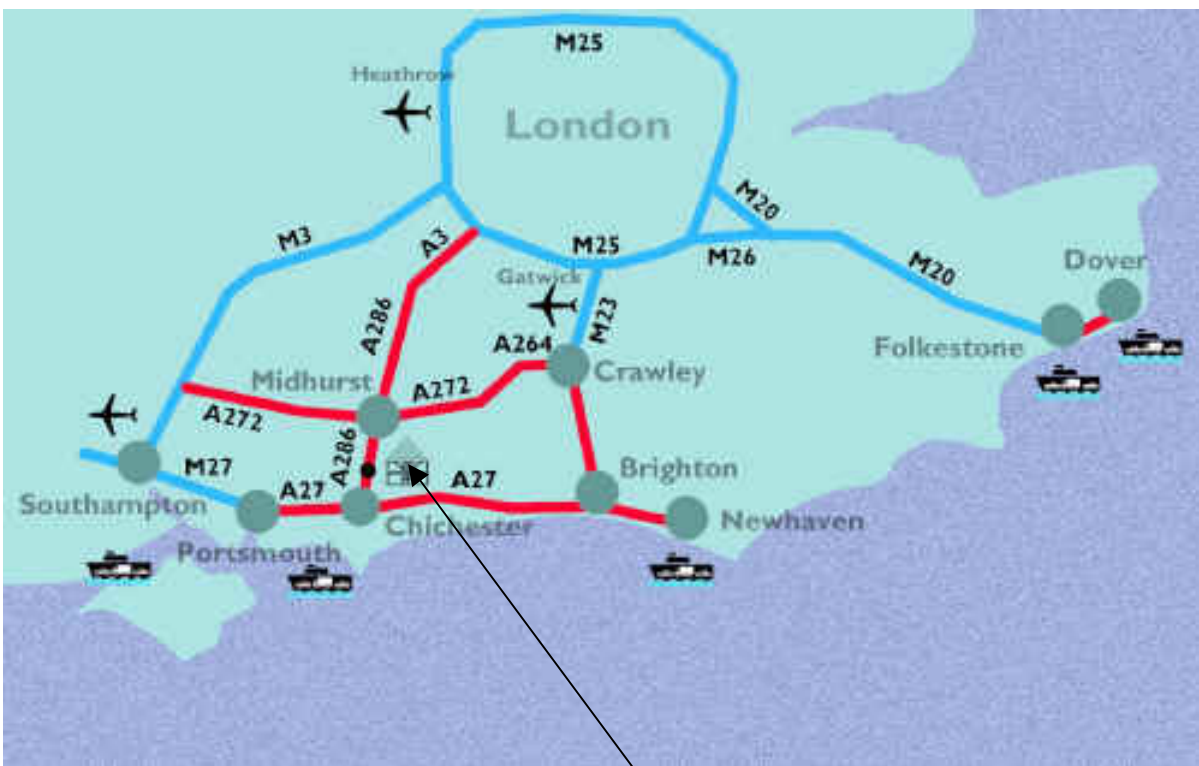 M25
Heathrow
London
M20
M3
A3
M25
M26
Gatwick
M20
Dover
A286
M23
A264
Folkestone
Midhurst
A272
Crawley
A272
A286
M27
Brighton
A27
A27
Southampton
Chichester
Newhaven
Portsmouth